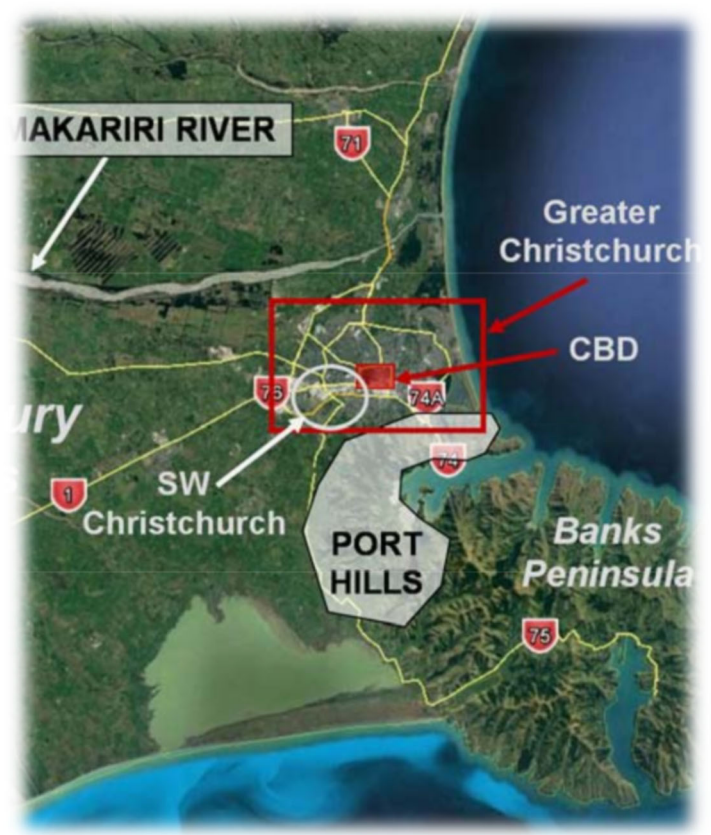 MAKARIRI RIVER
71
Greater
Christchurch
CBD
76
74A
ury
74
1
SW
Christchurch
PORT
HILLS
Banks
Peninsula
75